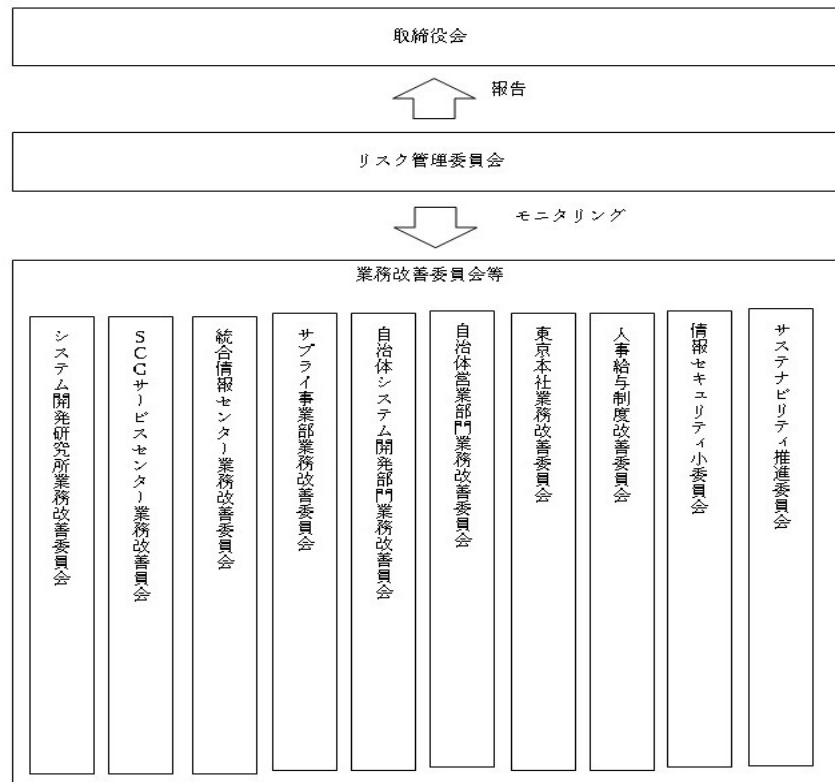 取締役会
報告
リスク管理委員会
モニタリング
業務改善委員会等
システム開発研究所業務改善委員会
SCGサービスセンター業務改善員会
統合情報センター業務改善委員会
サプライ事業部業務改善委員会
自治体システム開発部門業務改善員会
自治体営業部門業務改善委員会
東京本社業務改善委員会
人事給与制度改善委員会
情報セキュリティ小委員会
サステナビリティ推進委員会